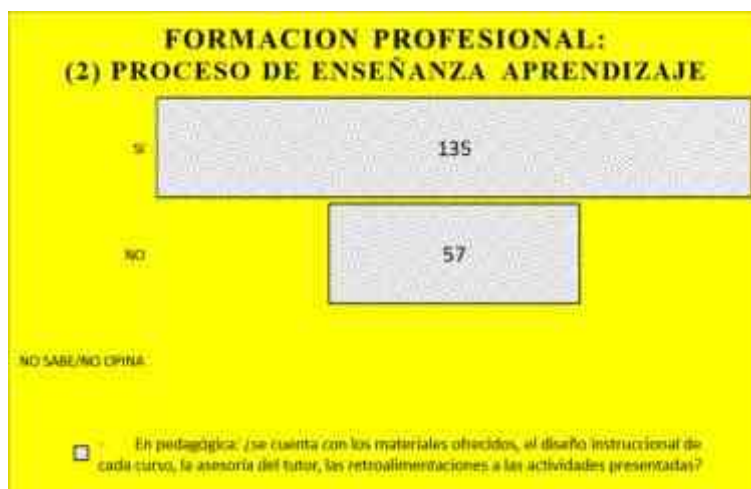 FORMACION PROFESIONAL:
(2) PROCESO DE ENSEÑANZA APRENDIZAJE
SI
135
NO
57
NO SABE/NO OPINA
En pedagógica: ¿se cuenta con los materiales ofrecidos, el diseño instruccional de
cada curso, la asesoría del tutor, las retroalimentaciones a las actividades presentadas?